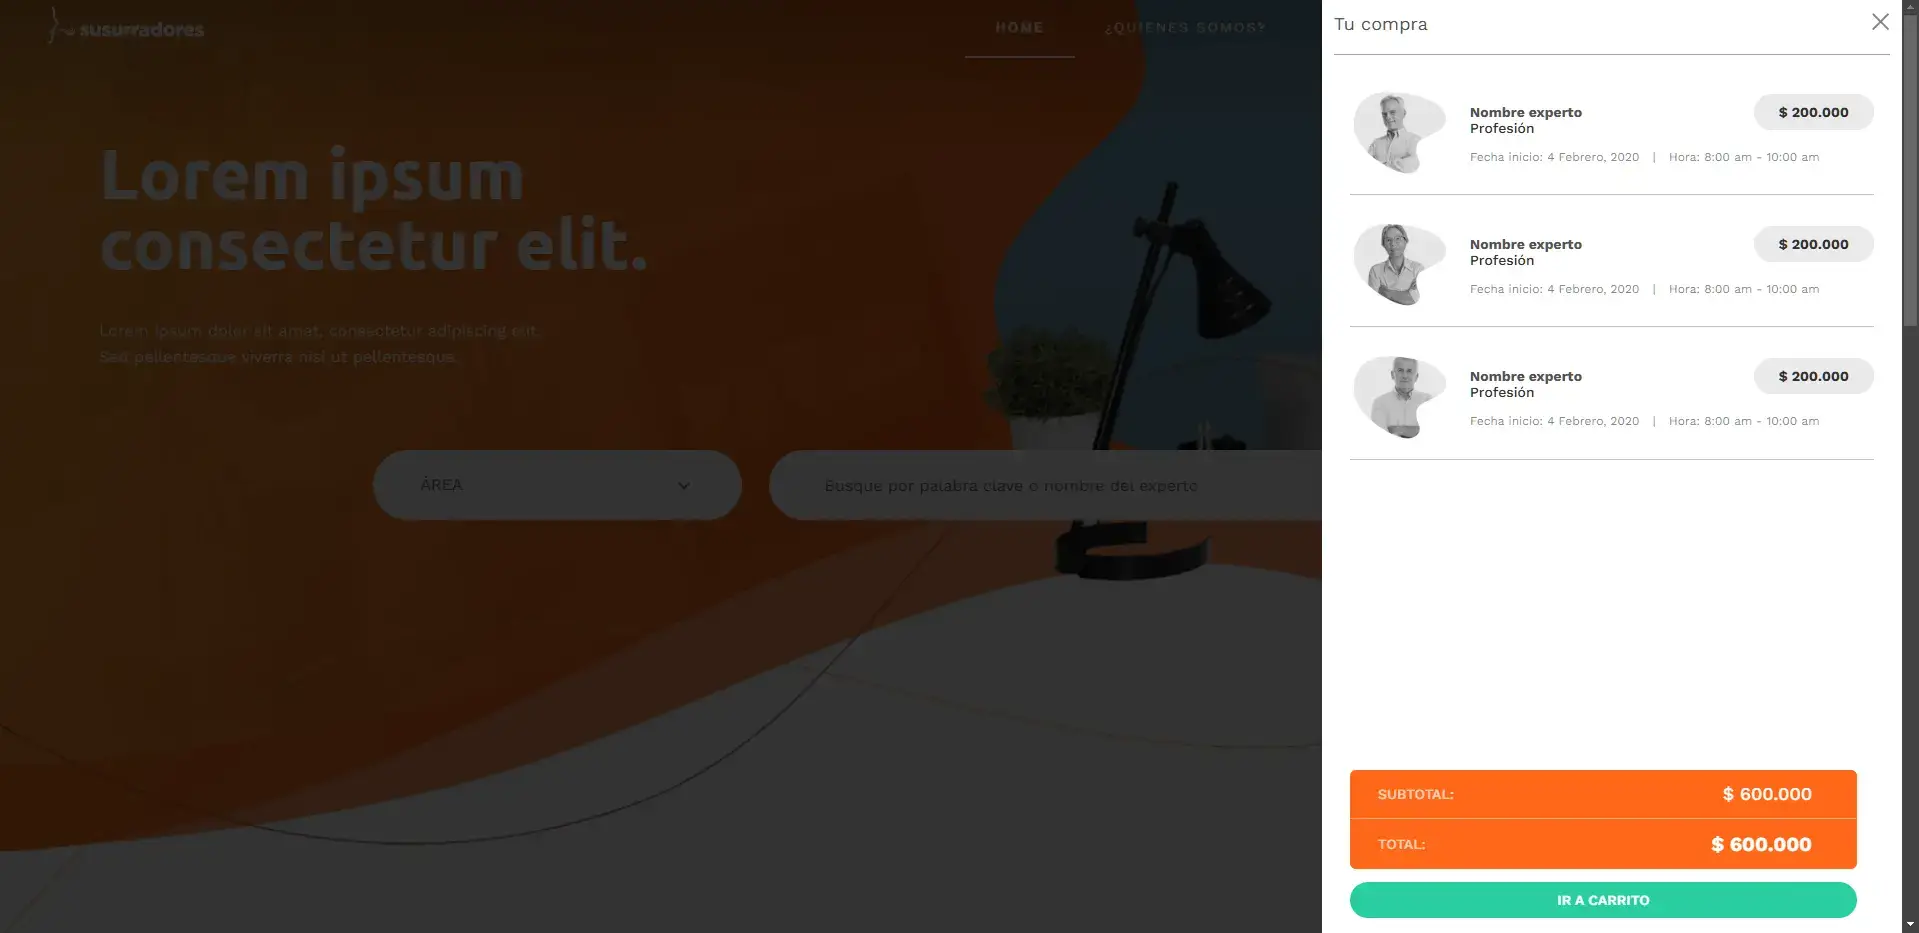 susurradores
HOME
¿QUIENES SOMOS?
Lorem ipsum
consectetur elit.
Lorem ipsum dolor sit amet, consectetur adipiscing elit.
Sed pellentesque viverra nisl ut pellentesque.
ÁREA
Busque por palabra clave o nombre del experto
Tu compra
Nombre experto
$ 200.000
Profesión
Fecha inicio: 4 Febrero, 2020 | Hora: 8:00 am - 10:00 am
Nombre experto
$ 200.000
Profesión
Fecha inicio: 4 Febrero, 2020 | Hora: 8:00 am - 10:00 am
Nombre experto
$ 200.000
Profesión
Fecha inicio: 4 Febrero, 2020 | Hora: 8:00 am - 10:00 am
SUBTOTAL: $ 600.000
TOTAL: $ 600.000
IR A CARRITO